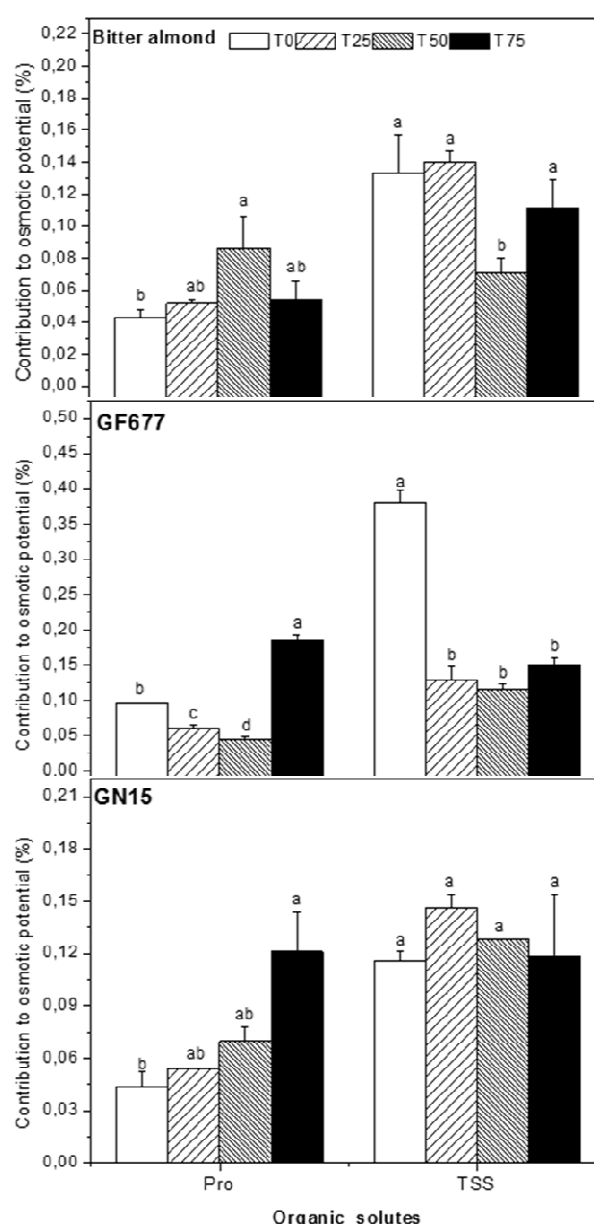 Bitter almond T0 T25 T50 T75
Contribution to osmotic potential (%)
0,22
0,20
0,18
0,16
0,14
0,12
0,10
0,08
0,06
0,04
0,02
0,00
b ab a ab a a b a
GF677
Contribution to osmotic potential (%)
0,50
0,45
0,40
0,35
0,30
0,25
0,20
0,15
0,10
0,05
0,00
b c d a a b b b
GN15
Contribution to osmotic potential (%)
0,21
0,18
0,15
0,12
0,09
0,06
0,03
0,00
b ab ab a a a a a
Pro TSS
Organic solutes